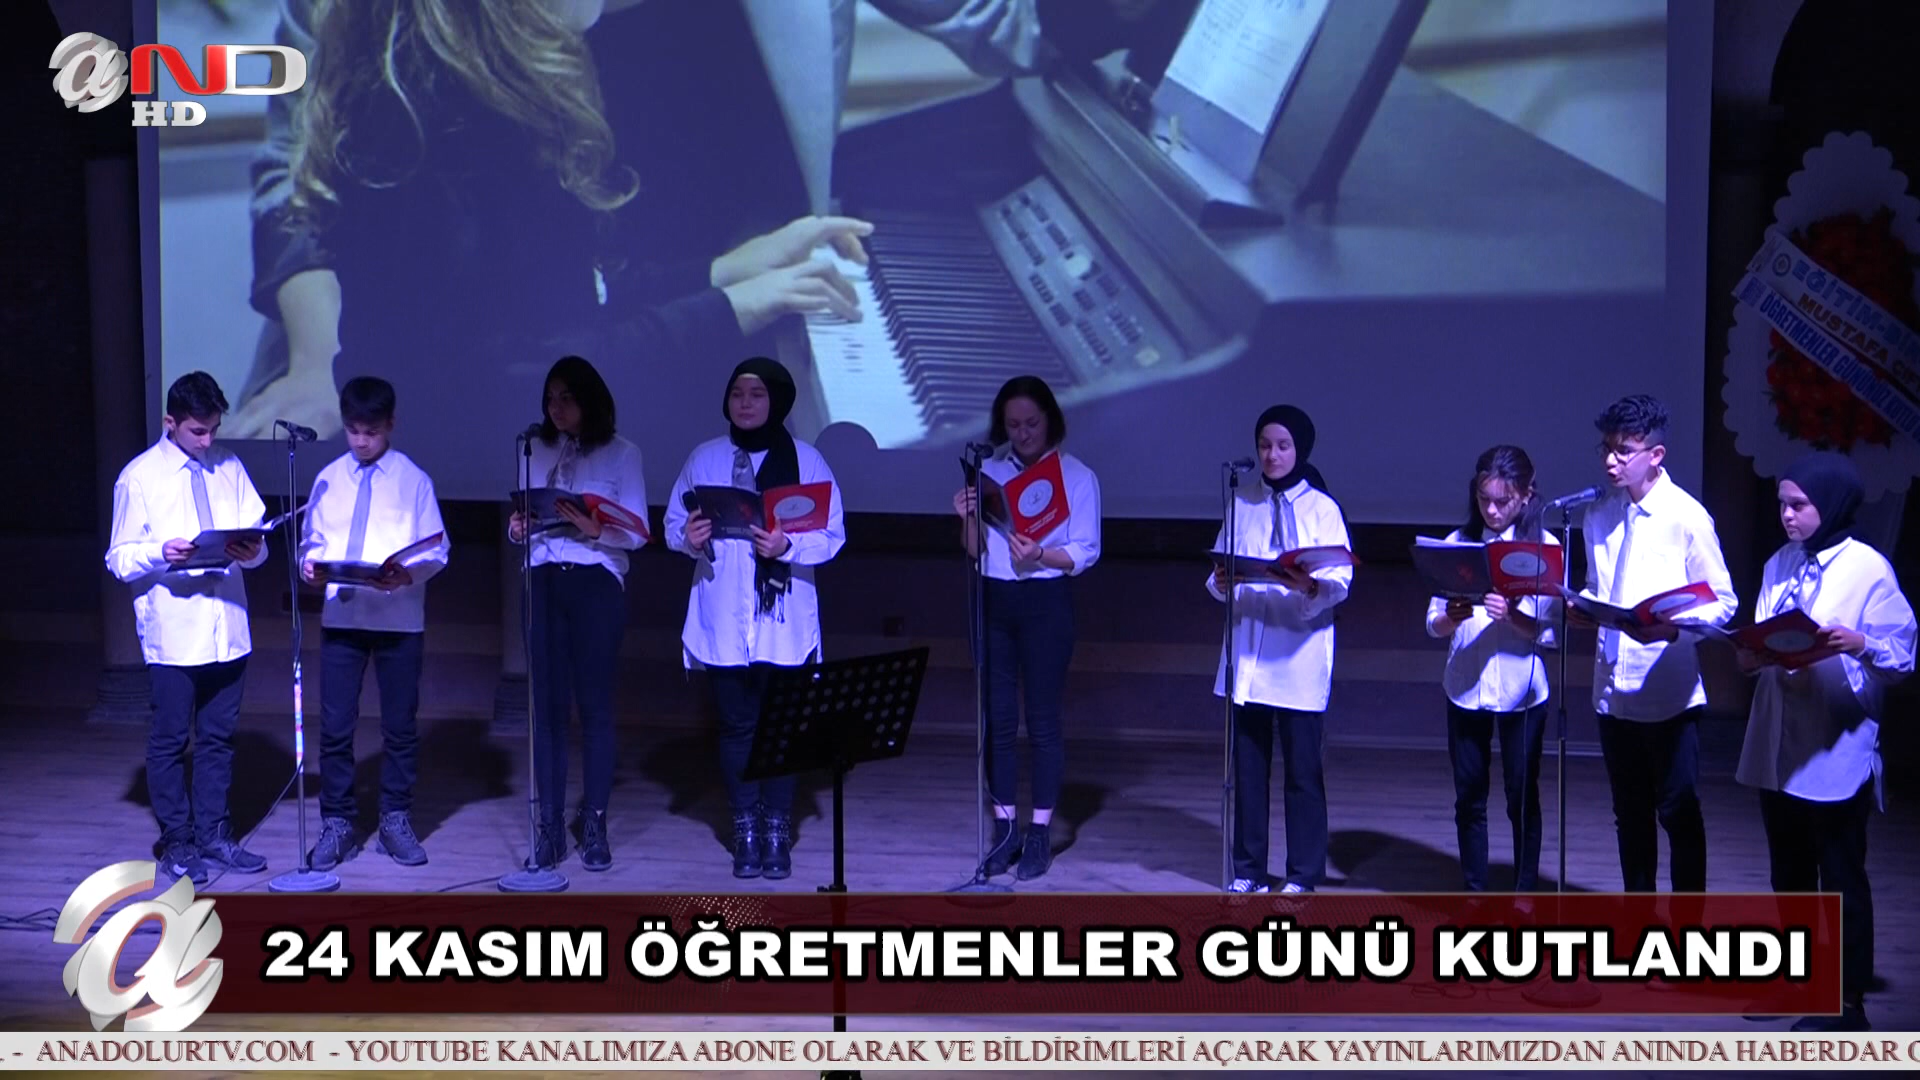 @ND
HD
EĞİTİM-BİR
MUSTAFA
ÖĞRETMENLER GÜNÜNÜZ
24 KASIM ÖĞRETMENLER GÜNÜ KUTLANDI
- ANADOLURTV.COM - YOUTUBE KANALIMIZA ABONE OLARAK VE BİLDİRİMLERİ AÇARAK YAYINLARIMIZDAN ANINDA HABERDAR